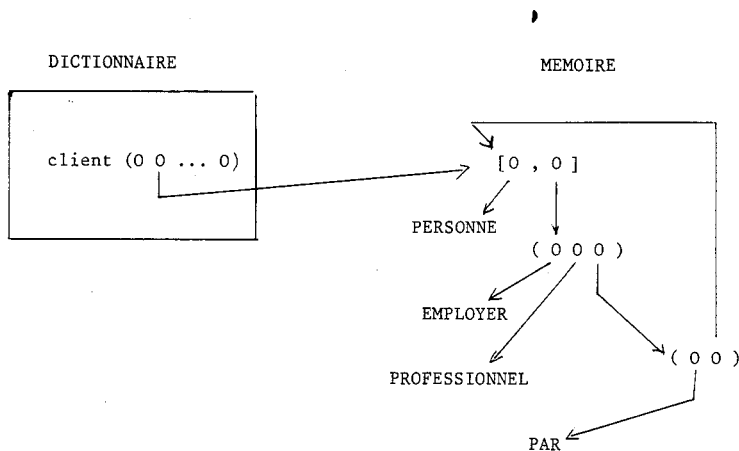 DICTIONNAIRE
MEMOIRE
client (0 0 ... 0)
[0 , 0 ]
PERSONNE
( 0 0 0 )
EMPLOYER
( 0 0 )
PROFESSIONNEL
PAR